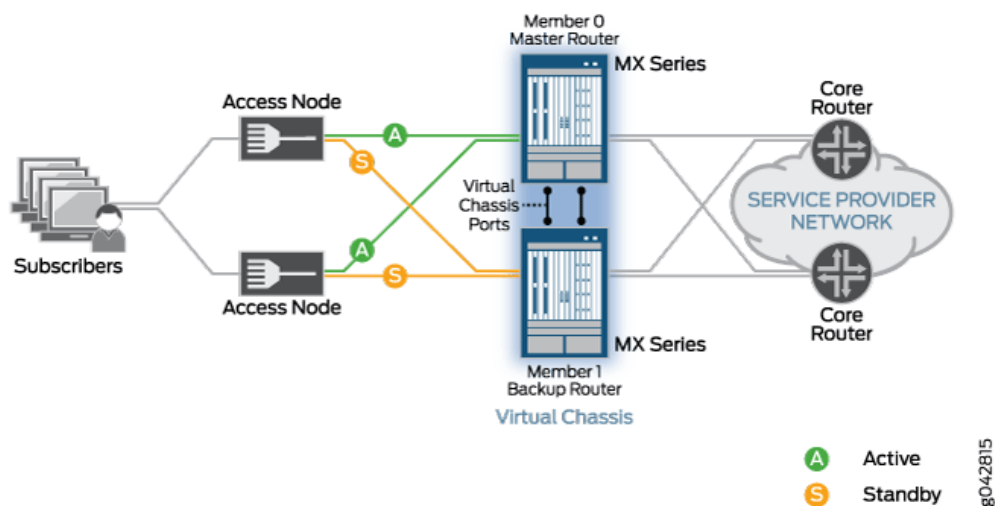 Member 0
Master Router
MX Series
Access Node
Core
Router
A
S
Virtual
Chassis
Ports
SERVICE PROVIDER
NETWORK
Subscribers
A
S
Access Node
Core
Router
MX Series
Member 1
Backup Router
Virtual Chassis
A Active
S Standby
g042815